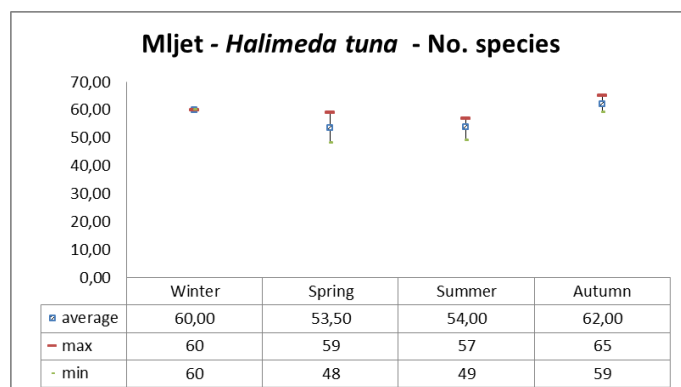 Mljet - Halimeda tuna - No. species
70,00
60,00
50,00
40,00
30,00
20,00
10,00
0,00
Winter Spring Summer Autumn
average 60,00 53,50 54,00 62,00
max 60 59 57 65
min 60 48 49 59